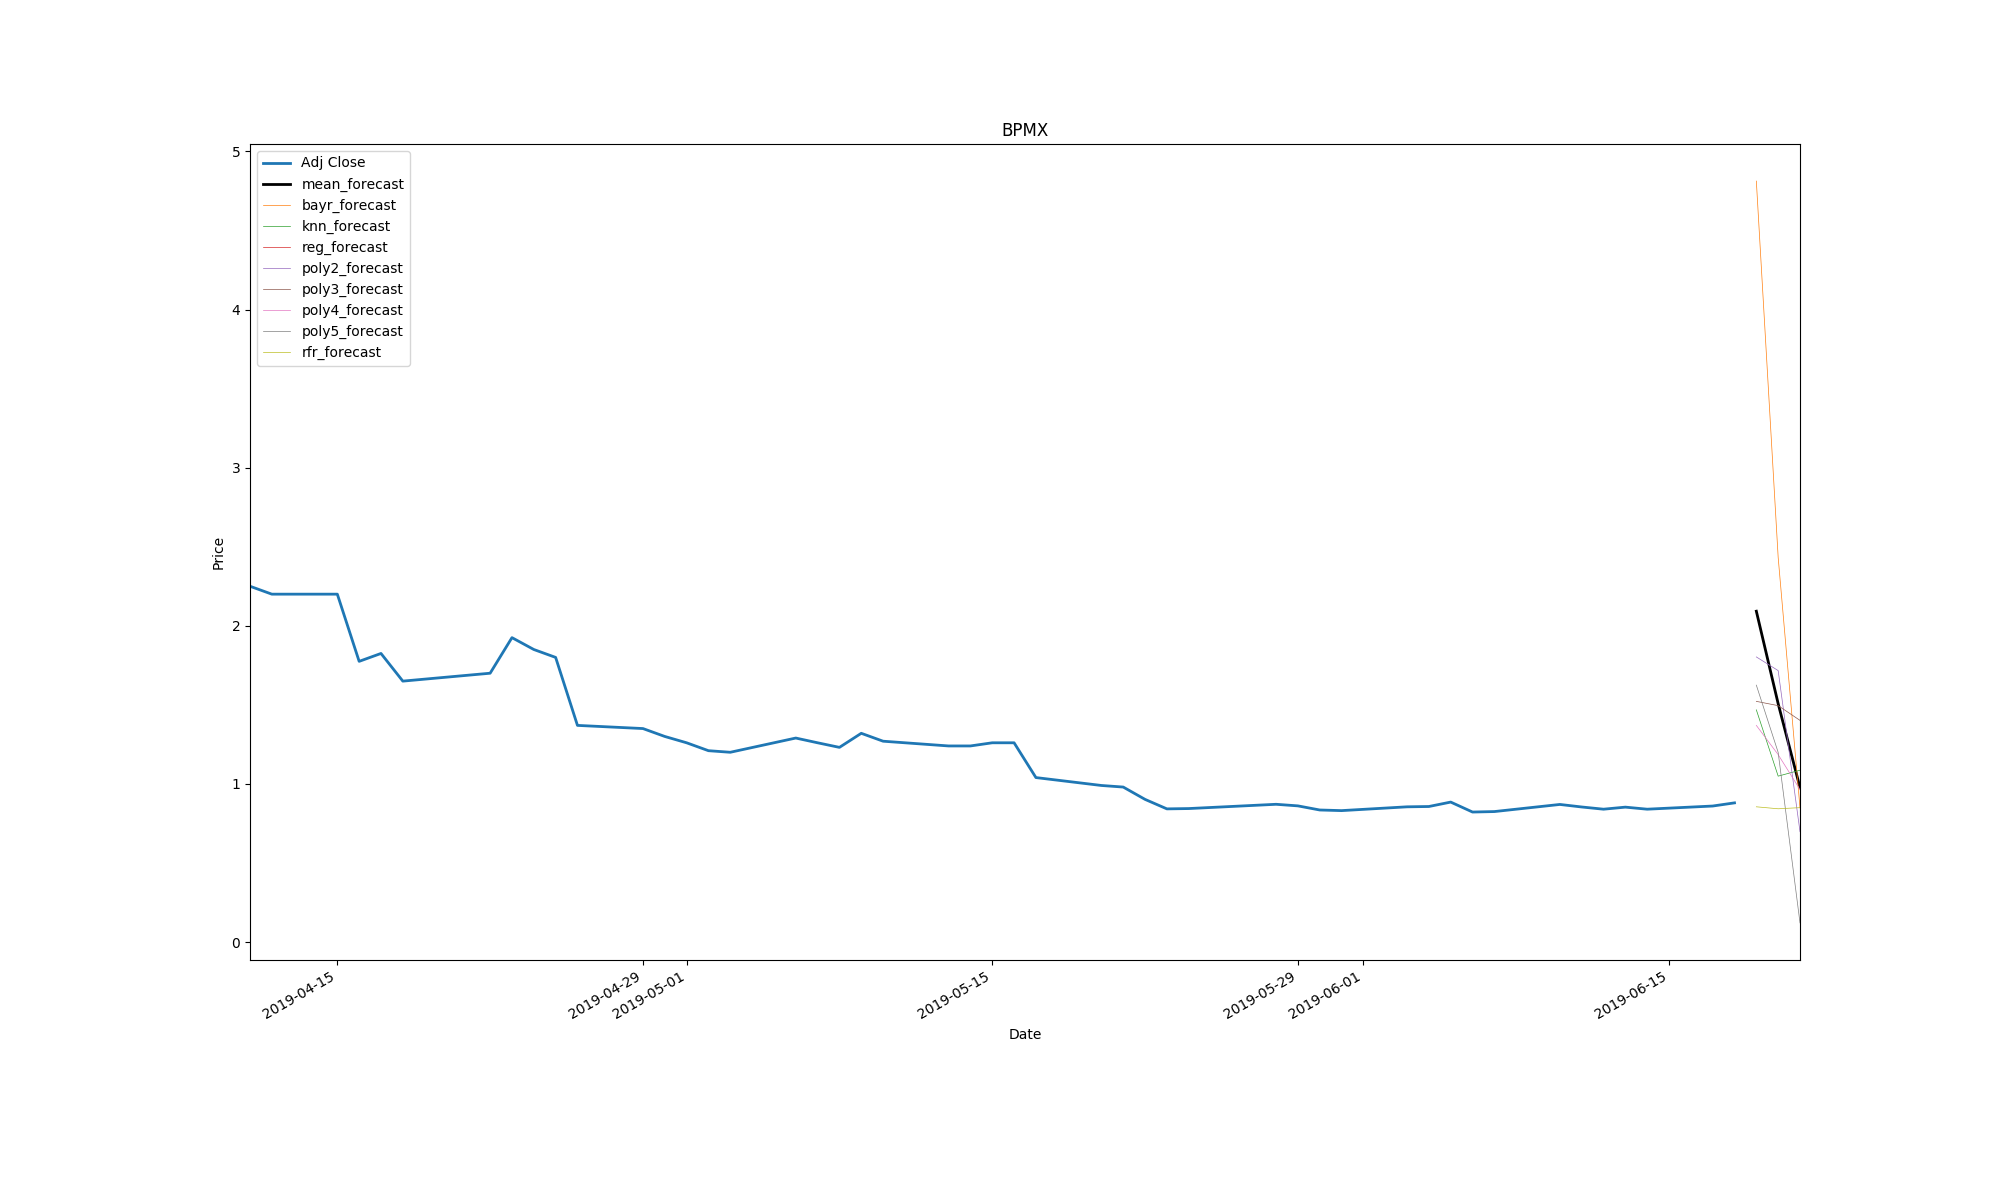 BPMX
5
4
3
2
1
0
Price
Adj Close
mean_forecast
bayr_forecast
knn_forecast
reg_forecast
poly2_forecast
poly3_forecast
poly4_forecast
poly5_forecast
rfr_forecast
2019-04-15
2019-04-29
2019-05-01
2019-05-15
2019-05-29
2019-06-01
2019-06-15
Date